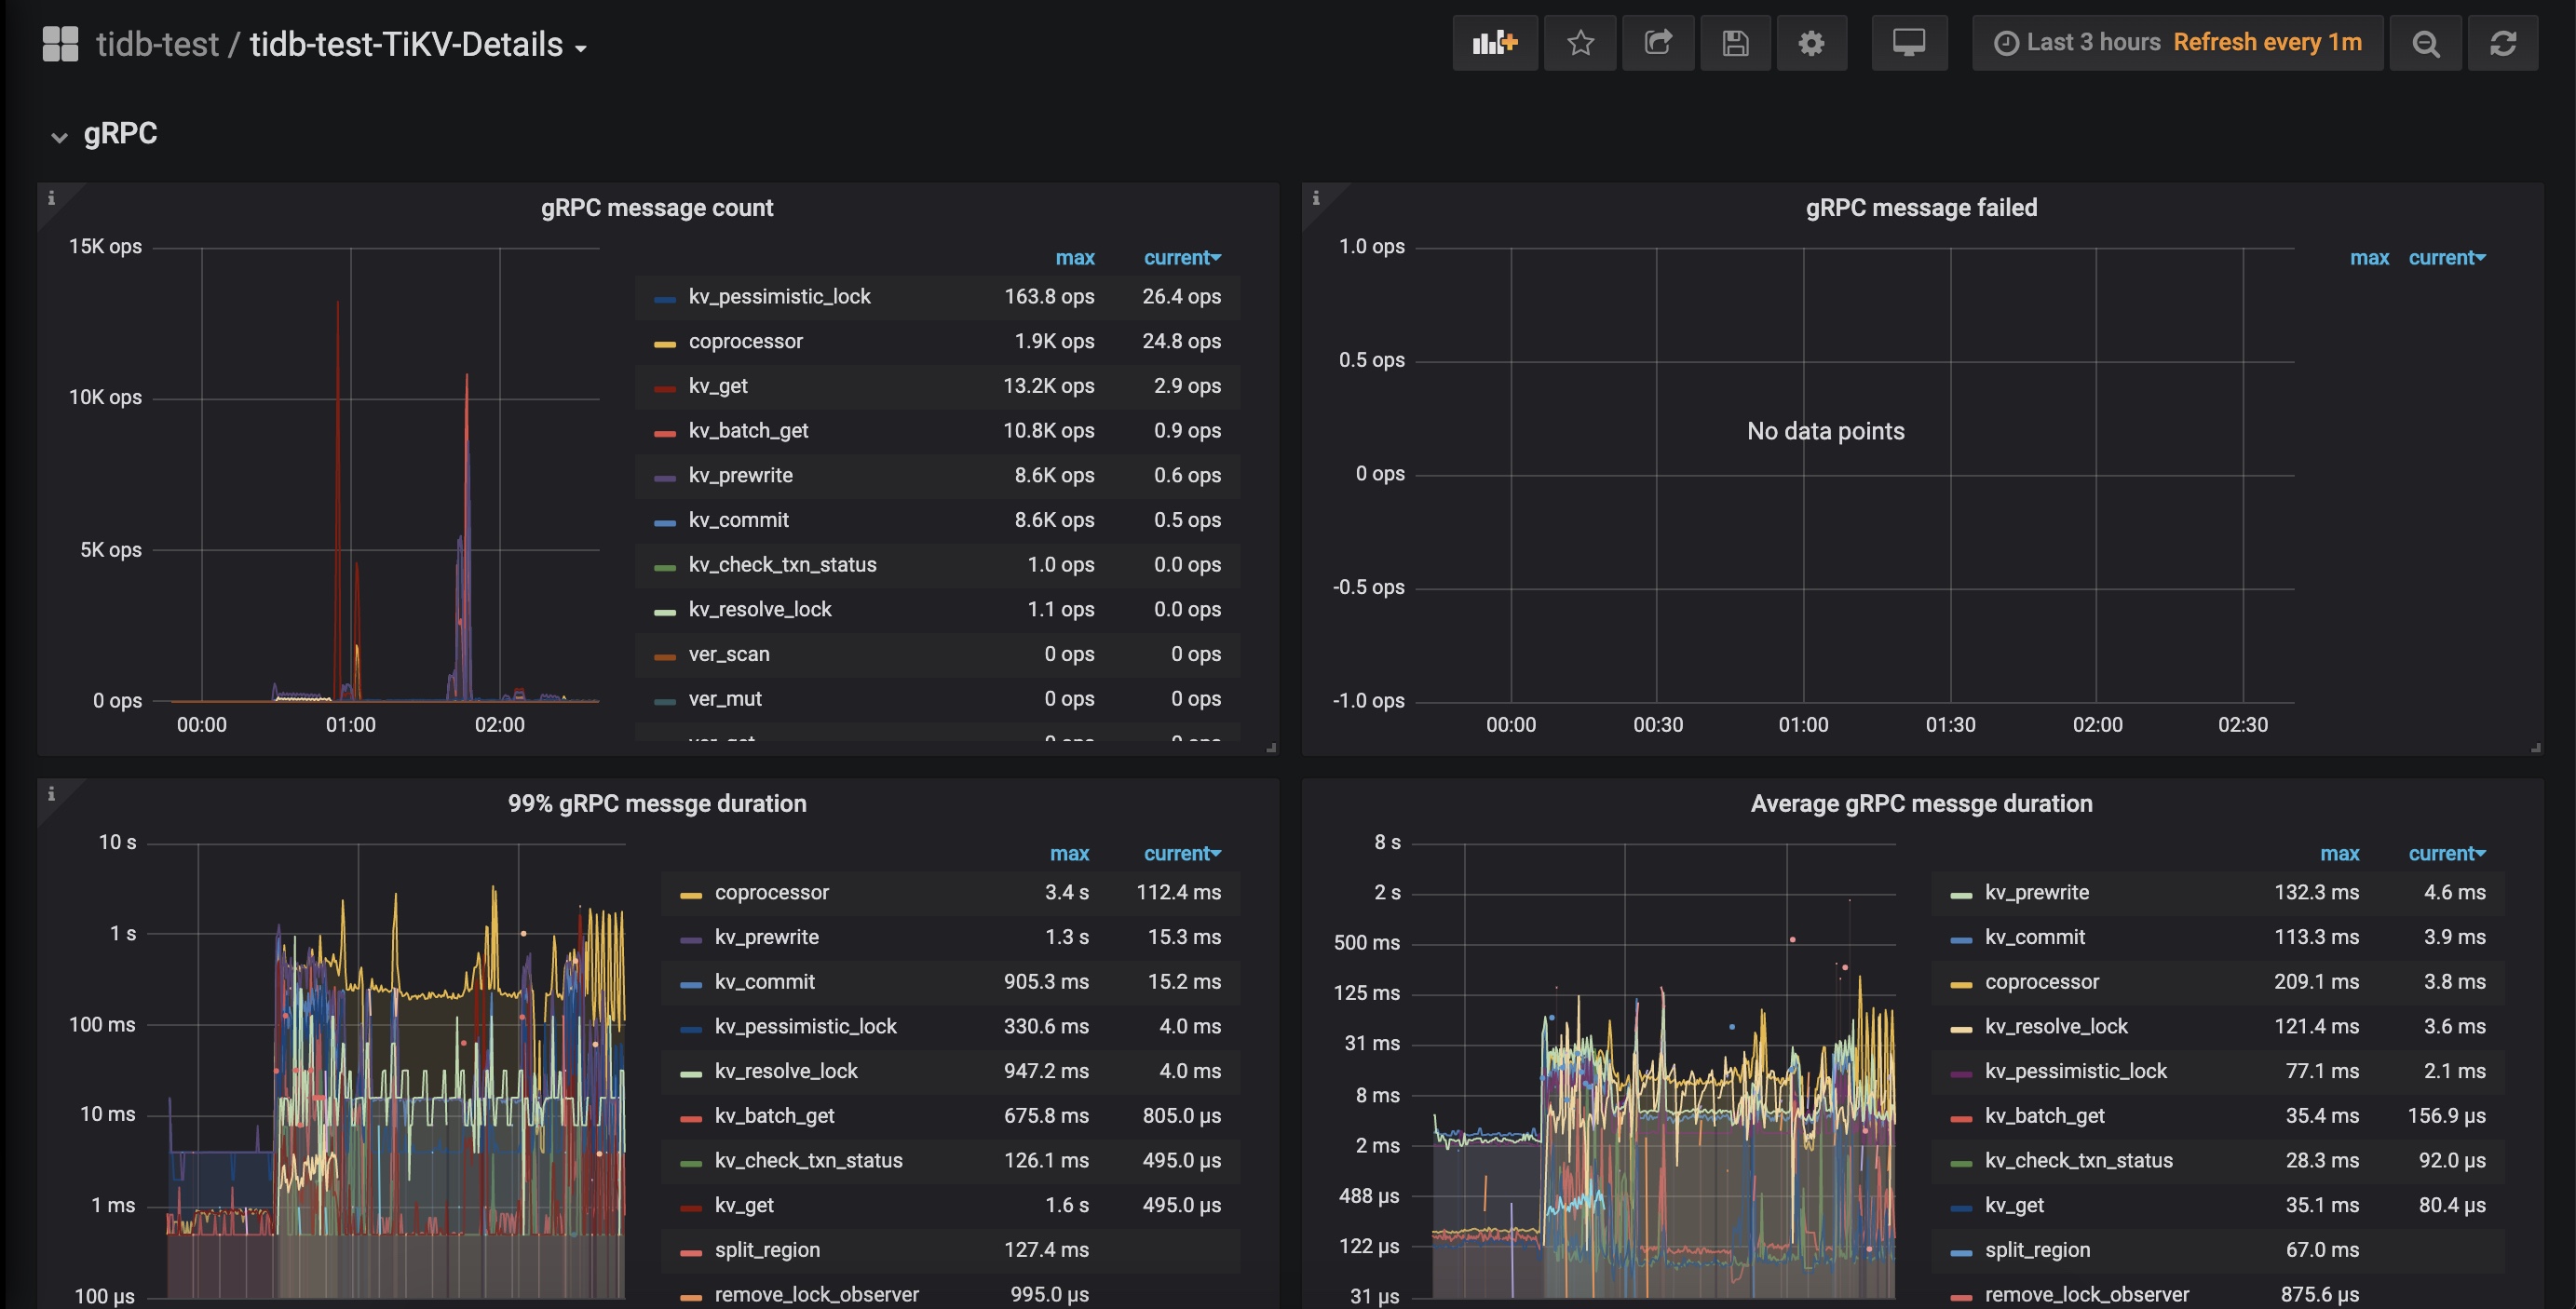 tidb-test / tidb-test-TiKV-Details
Last 3 hours Refresh every 1m
gRPC
gRPC message count
15K ops
10K ops
5K ops
0 ops
00:00 01:00 02:00
max current
kv_pessimistic_lock 163.8 ops 26.4 ops
coprocessor 1.9K ops 24.8 ops
kv_get 13.2K ops 2.9 ops
kv_batch_get 10.8K ops 0.9 ops
kv_prewrite 8.6K ops 0.6 ops
kv_commit 8.6K ops 0.5 ops
kv_check_txn_status 1.0 ops 0.0 ops
kv_resolve_lock 1.1 ops 0.0 ops
ver_scan 0 ops 0 ops
ver_mut 0 ops 0 ops
gRPC message failed
1.0 ops
0.5 ops
0 ops
-0.5 ops
-1.0 ops
No data points
00:00 00:30 01:00 01:30 02:00 02:30
max current
99% gRPC messge duration
10 s
1 s
100 ms
10 ms
1 ms
100 µs
max current
coprocessor 3.4 s 112.4 ms
kv_prewrite 1.3 s 15.3 ms
kv_commit 905.3 ms 15.2 ms
kv_pessimistic_lock 330.6 ms 4.0 ms
kv_resolve_lock 947.2 ms 4.0 ms
kv_batch_get 675.8 ms 805.0 µs
kv_check_txn_status 126.1 ms 495.0 µs
kv_get 1.6 s 495.0 µs
split_region 127.4 ms
remove_lock_observer 995.0 µs
Average gRPC messge duration
8 s
2 s
500 ms
125 ms
31 ms
8 ms
2 ms
488 µs
122 µs
31 µs
max current
kv_prewrite 132.3 ms 4.6 ms
kv_commit 113.3 ms 3.9 ms
coprocessor 209.1 ms 3.8 ms
kv_resolve_lock 121.4 ms 3.6 ms
kv_pessimistic_lock 77.1 ms 2.1 ms
kv_batch_get 35.4 ms 156.9 µs
kv_check_txn_status 28.3 ms 92.0 µs
kv_get 35.1 ms 80.4 µs
split_region 67.0 ms
remove_lock_observer 875.6 µs